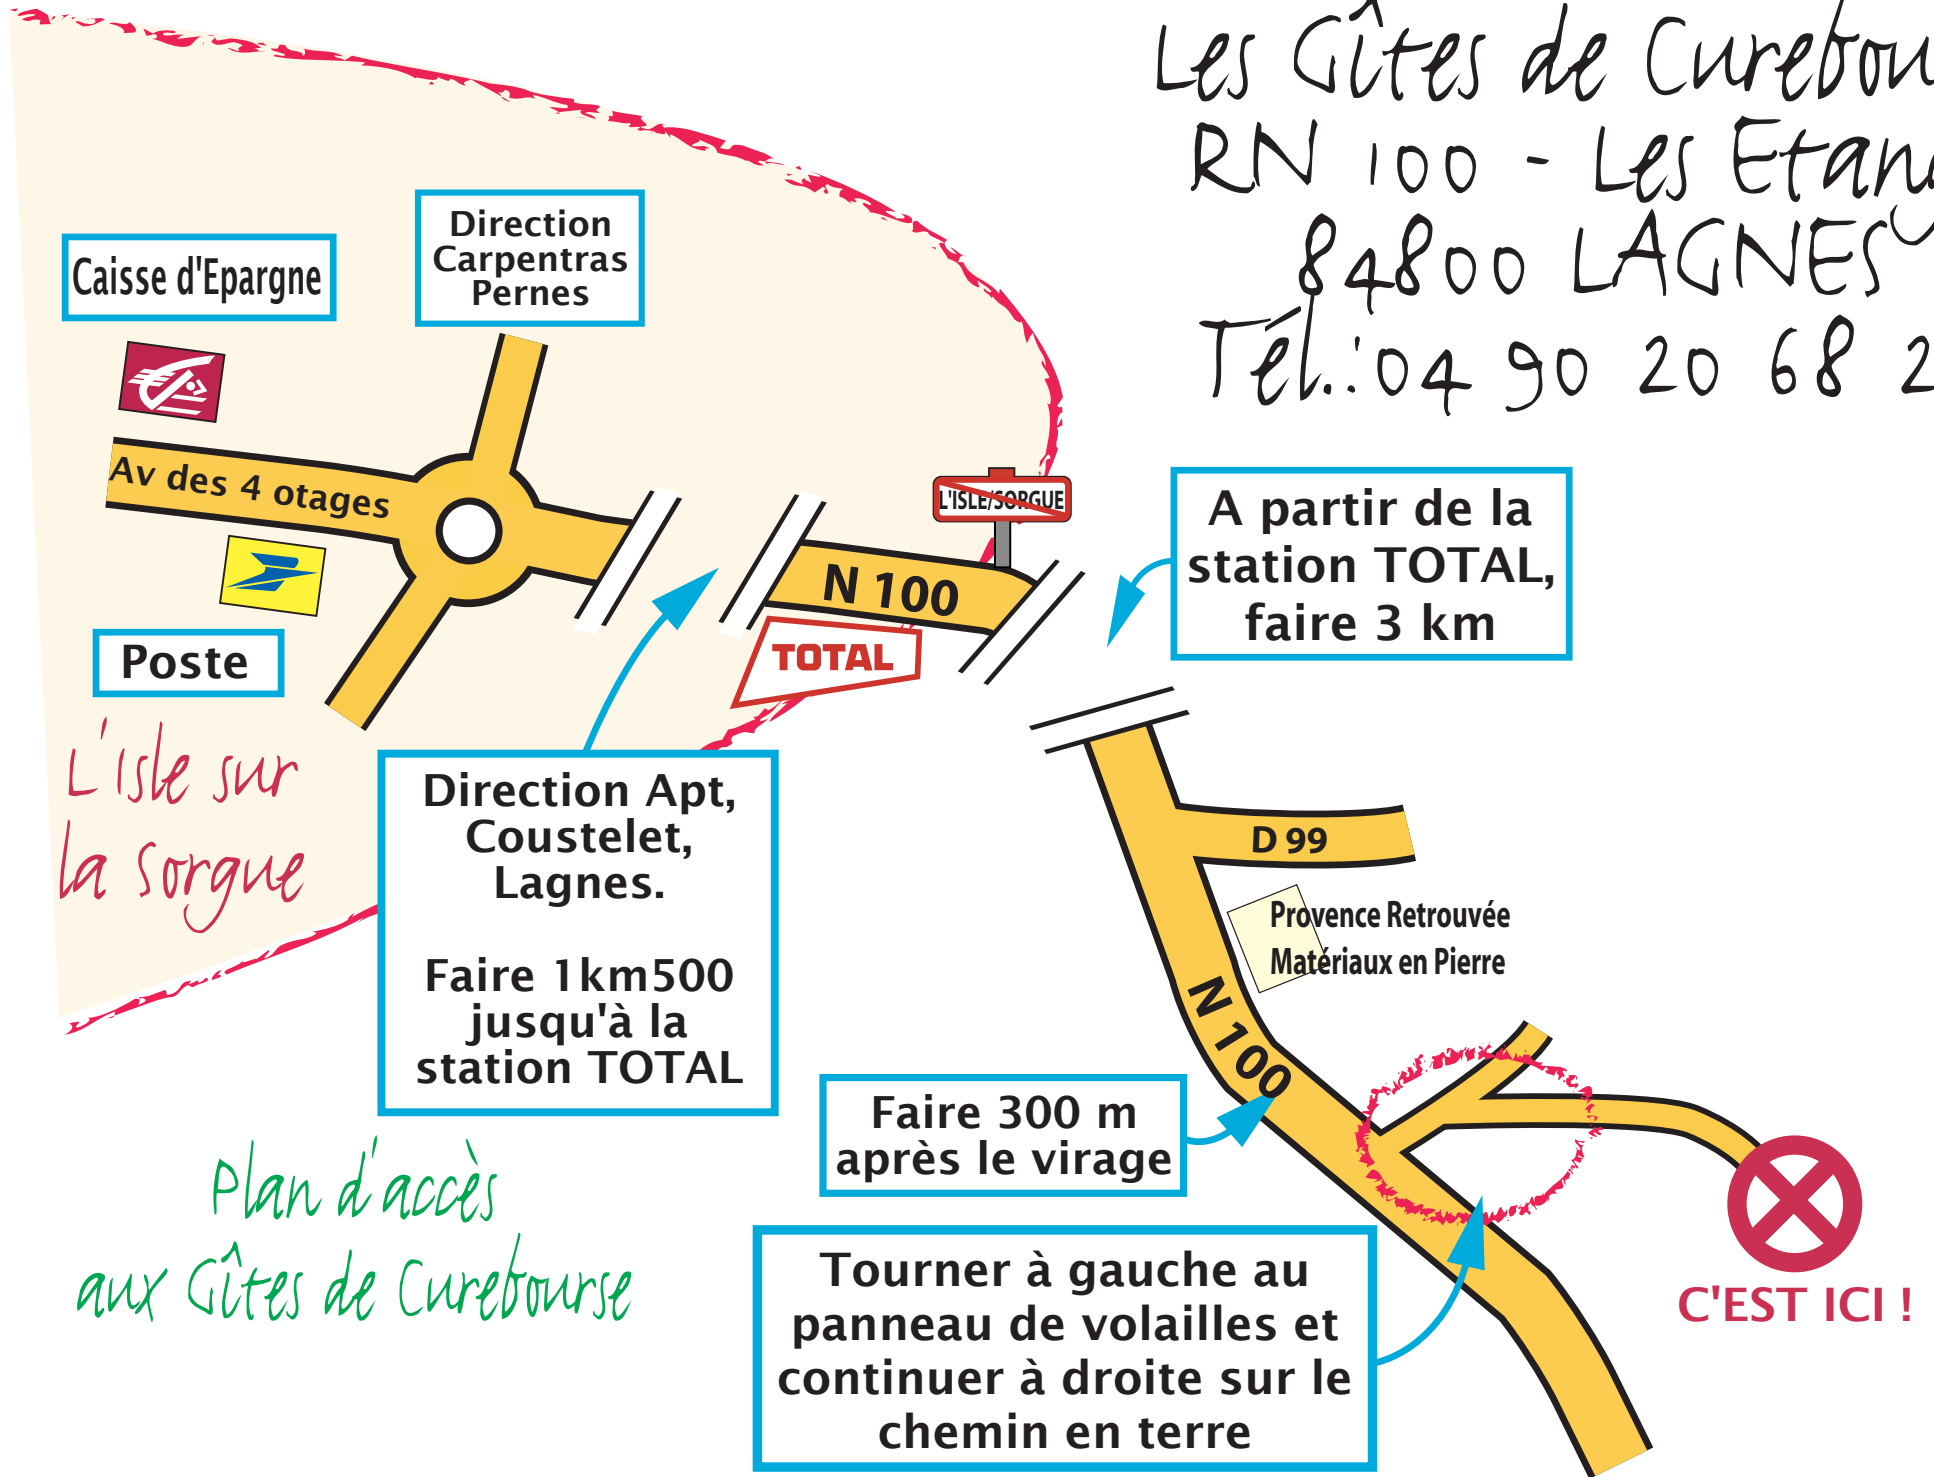 Les Gîtes de
RN 100 - Les
84800 LAGNES
Tél.: 04 90 20 68
Caisse d'Epargne
Direction
Carpentras
Pernes
Av des 4 otages
Poste
L'isle sur
la Sorgue
L'ISLE/SORGUE
N 100
TOTAL
A partir de la
station TOTAL,
faire 3 km
Direction Apt,
Coustelet,
Lagnes.
Faire 1km500
jusqu'à la
station TOTAL
D 99
Provence Retrouvée
Matériaux en Pierre
N 100
Faire 300 m
après le virage
Plan d'accès
aux Gîtes de Curebourse
Tourner à gauche au
panneau de volailles et
continuer à droite sur le
chemin en terre
C'EST ICI !